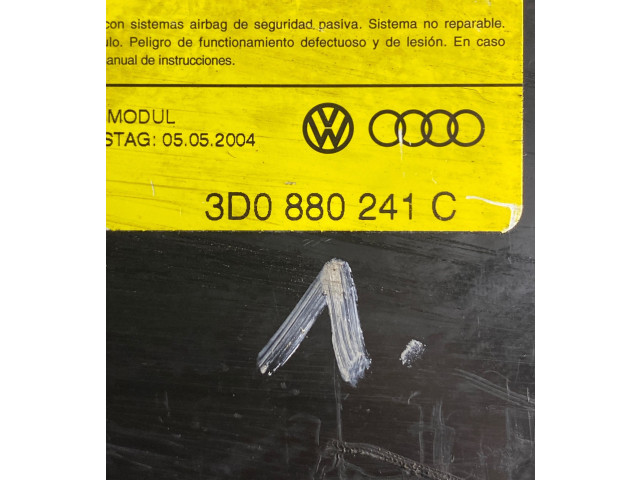 con sistemas airbag de seguridad pasiva. Sistema no reparable.
ulo. Peligro de funcionamiento defectuoso y de lesión. En caso
manual de instrucciones.
MODUL
STAG: 05.05.2004
3D0 880 241 C
1.